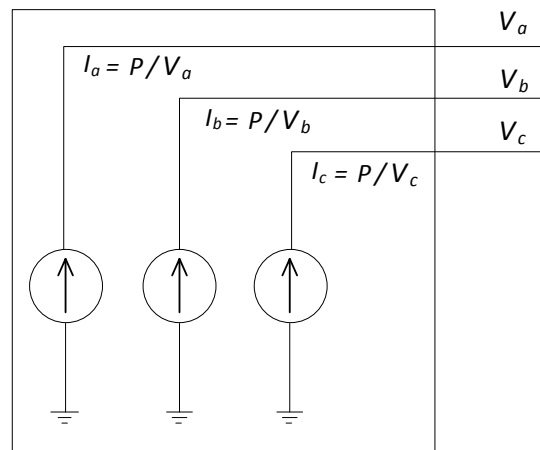 V_a
I_a = P/V_a
V_b
I_b = P/V_b
V_c
I_c = P/V_c